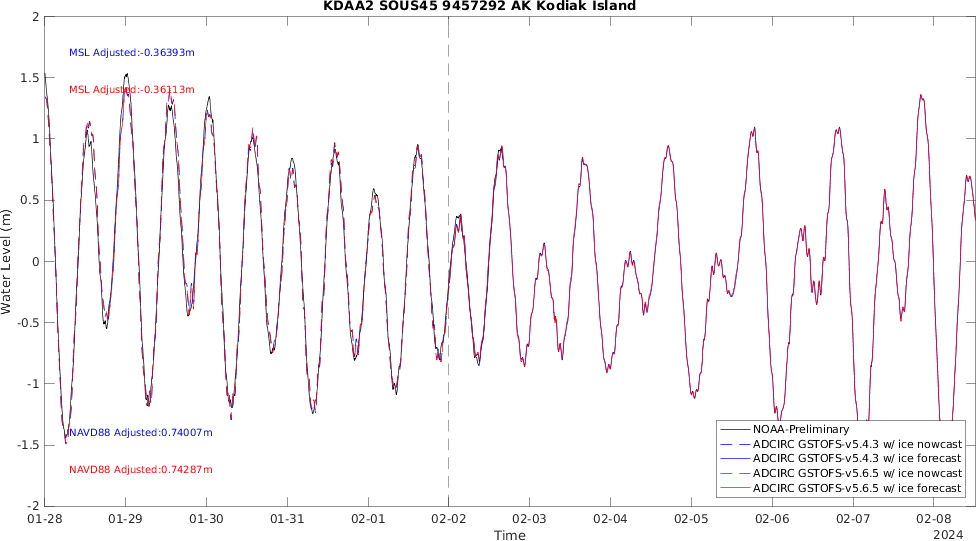 KDAA2 SOUS45 9457292 AK Kodiak Island
MSL Adjusted:-0.36393m
MSL Adjusted:-0.36113m
NAVD88 Adjusted:0.74007m
NAVD88 Adjusted:0.74287m
Water Level (m)
2
1.5
1
0.5
0
-0.5
-1
-1.5
-2
NOAA-Preliminary
ADCIRC GSTOFS-v5.4.3 w/ ice nowcast
ADCIRC GSTOFS-v5.4.3 w/ ice forecast
ADCIRC GSTOFS-v5.6.5 w/ ice nowcast
ADCIRC GSTOFS-v5.6.5 w/ ice forecast
01-28 01-29 01-30 01-31 02-01 02-02 02-03 02-04 02-05 02-06 02-07 02-08
Time
2024